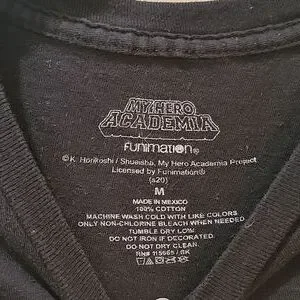 MY HERO
ACADEMIA
FUNIMATION®
© K. Horikoshi / Shueisha, My Hero Academia Project
Licensed by Funimation®
(s20)
M
MADE IN MEXICO
100% COTTON
MACHINE WASH COLD WITH LIKE COLORS
ONLY NON-CHLORINE BLEACH WHEN NEEDED
TUMBLE DRY LOW
DO NOT IRON IF DECORATED
DO NOT DRY CLEAN
RN#